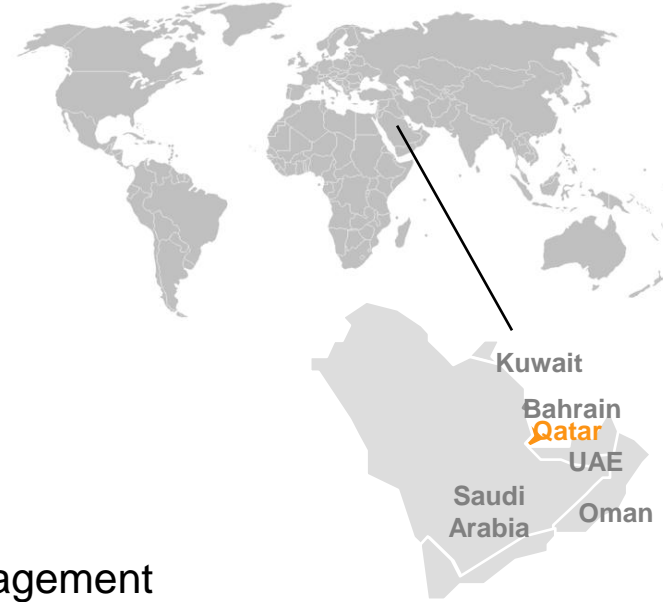 Kuwait
Bahrain
Qatar
UAE
Saudi
Arabia
Oman
agement